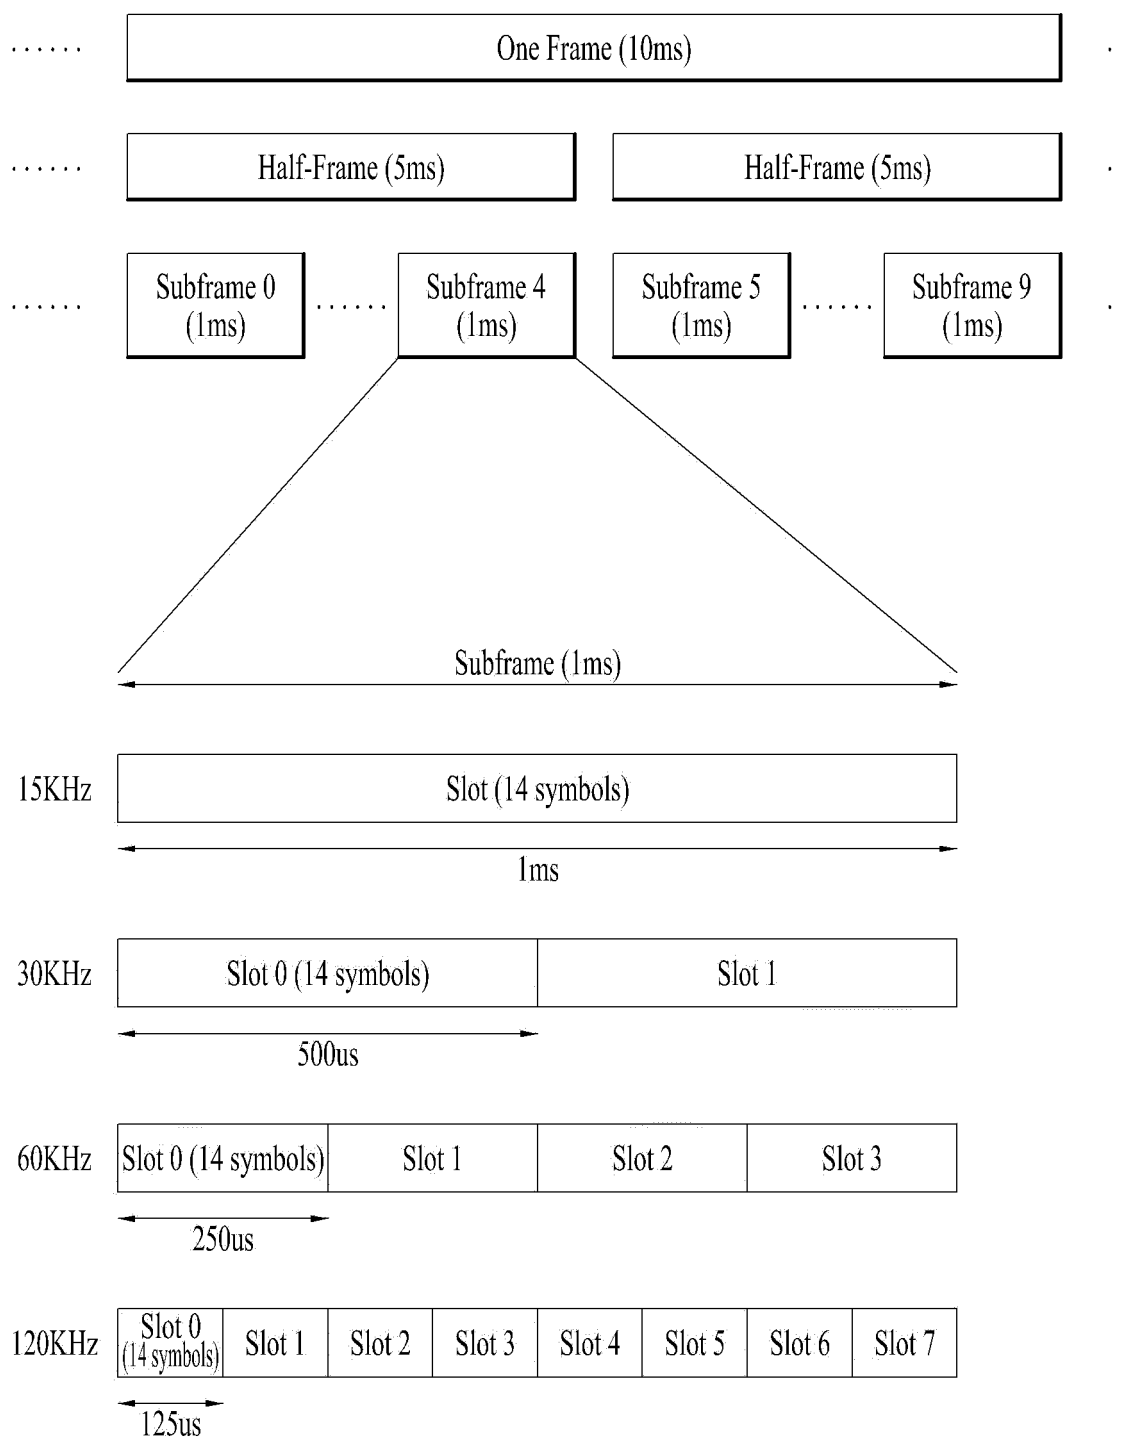 ...... One Frame (10ms) .
...... Half-Frame (5ms) Half-Frame (5ms) .
Subframe 0 Subframe 4 Subframe 5 Subframe 9
...... (1ms) ...... (1ms) (1ms) ...... (1ms) .
Subframe (1ms)
15KHz Slot (14 symbols)
1ms
30KHz Slot 0 (14 symbols) Slot 1
500us
60KHz Slot 0 (14 symbols) Slot 1 Slot 2 Slot 3
250us
120KHz Slot 0 (14 symbols) Slot 1 Slot 2 Slot 3 Slot 4 Slot 5 Slot 6 Slot 7
125us